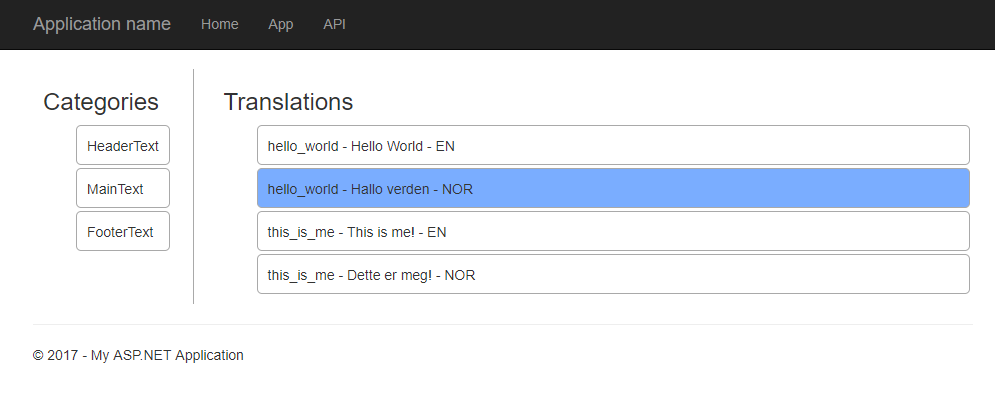 Application name Home App API
Categories
HeaderText
MainText
FooterText
Translations
hello_world - Hello World - EN
hello_world - Hallo verden - NOR
this_is_me - This is me! - EN
this_is_me - Dette er meg! - NOR
© 2017 - My ASP.NET Application